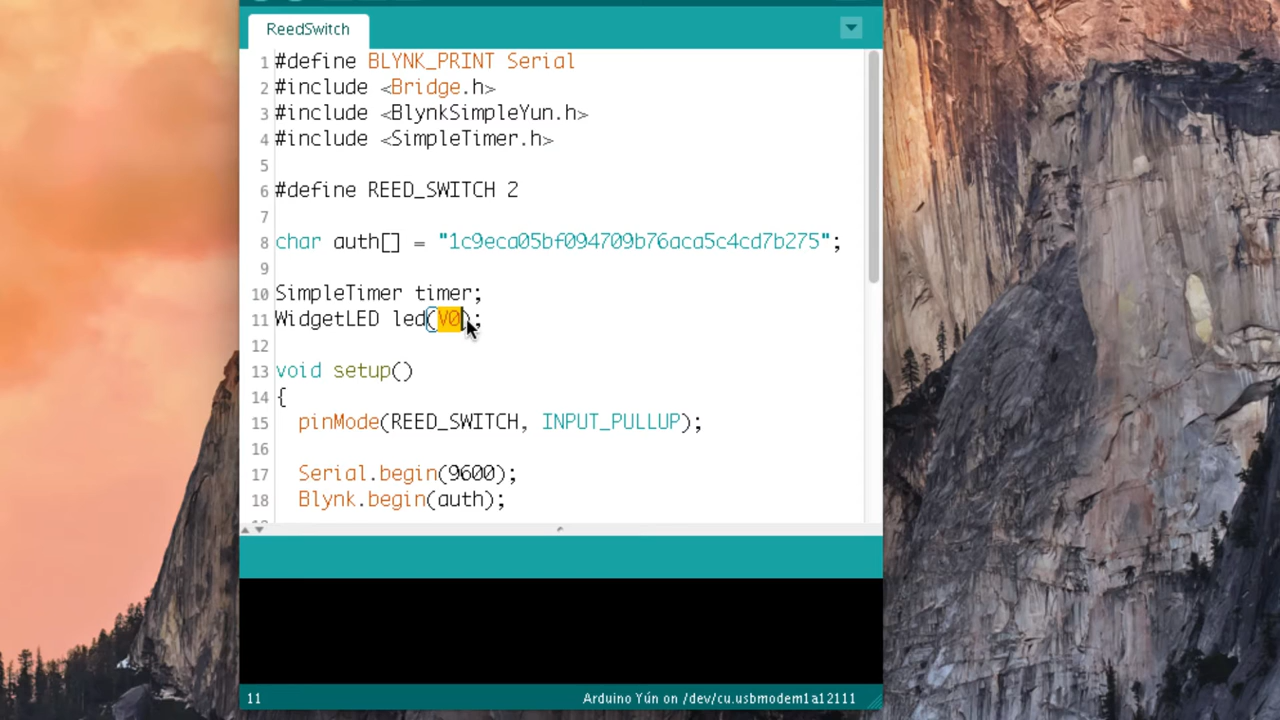 ReedSwitch
1 #define BLYNK_PRINT Serial
2 #include <Bridge.h>
3 #include <BlynkSimpleYun.h>
4 #include <SimpleTimer.h>
5
6 #define REED_SWITCH 2
7
8 char auth[] = "1c9eca05bf094709b76aca5c4cd7b275";
9
10 SimpleTimer timer;
11 WidgetLED led(V0);
12
13 void setup()
14 {
15 pinMode(REED_SWITCH, INPUT_PULLUP);
16
17 Serial.begin(9600);
18 Blynk.begin(auth);
11 Arduino Yún on /dev/cu.usbmodem1a12111